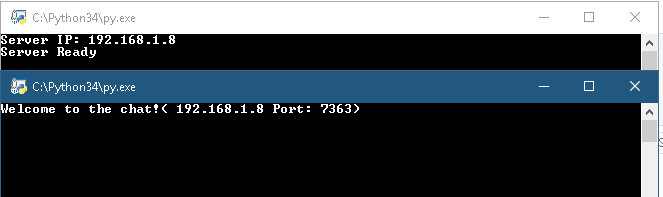 C:\Python34\py.exe
Server IP: 192.168.1.8
Server Ready
C:\Python34\py.exe
Welcome to the chat!( 192.168.1.8 Port: 7363)